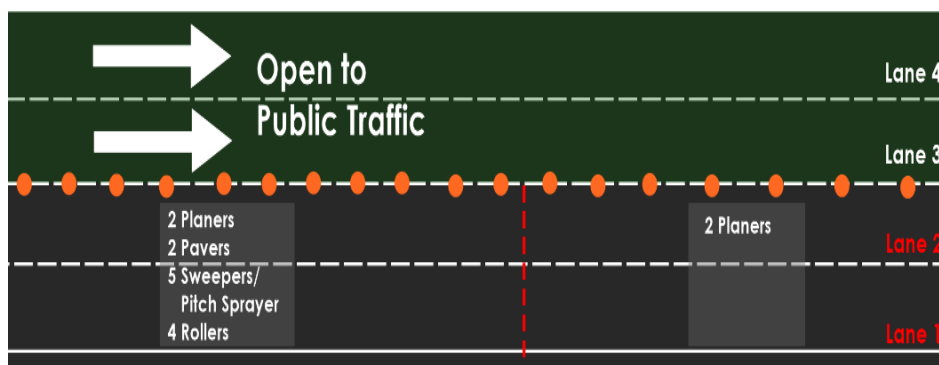 Open to
Public Traffic
Lane 4
Lane 3
2 Planers
2 Pavers
5 Sweepers/
Pitch Sprayer
4 Rollers
2 Planers
Lane 2
Lane 1